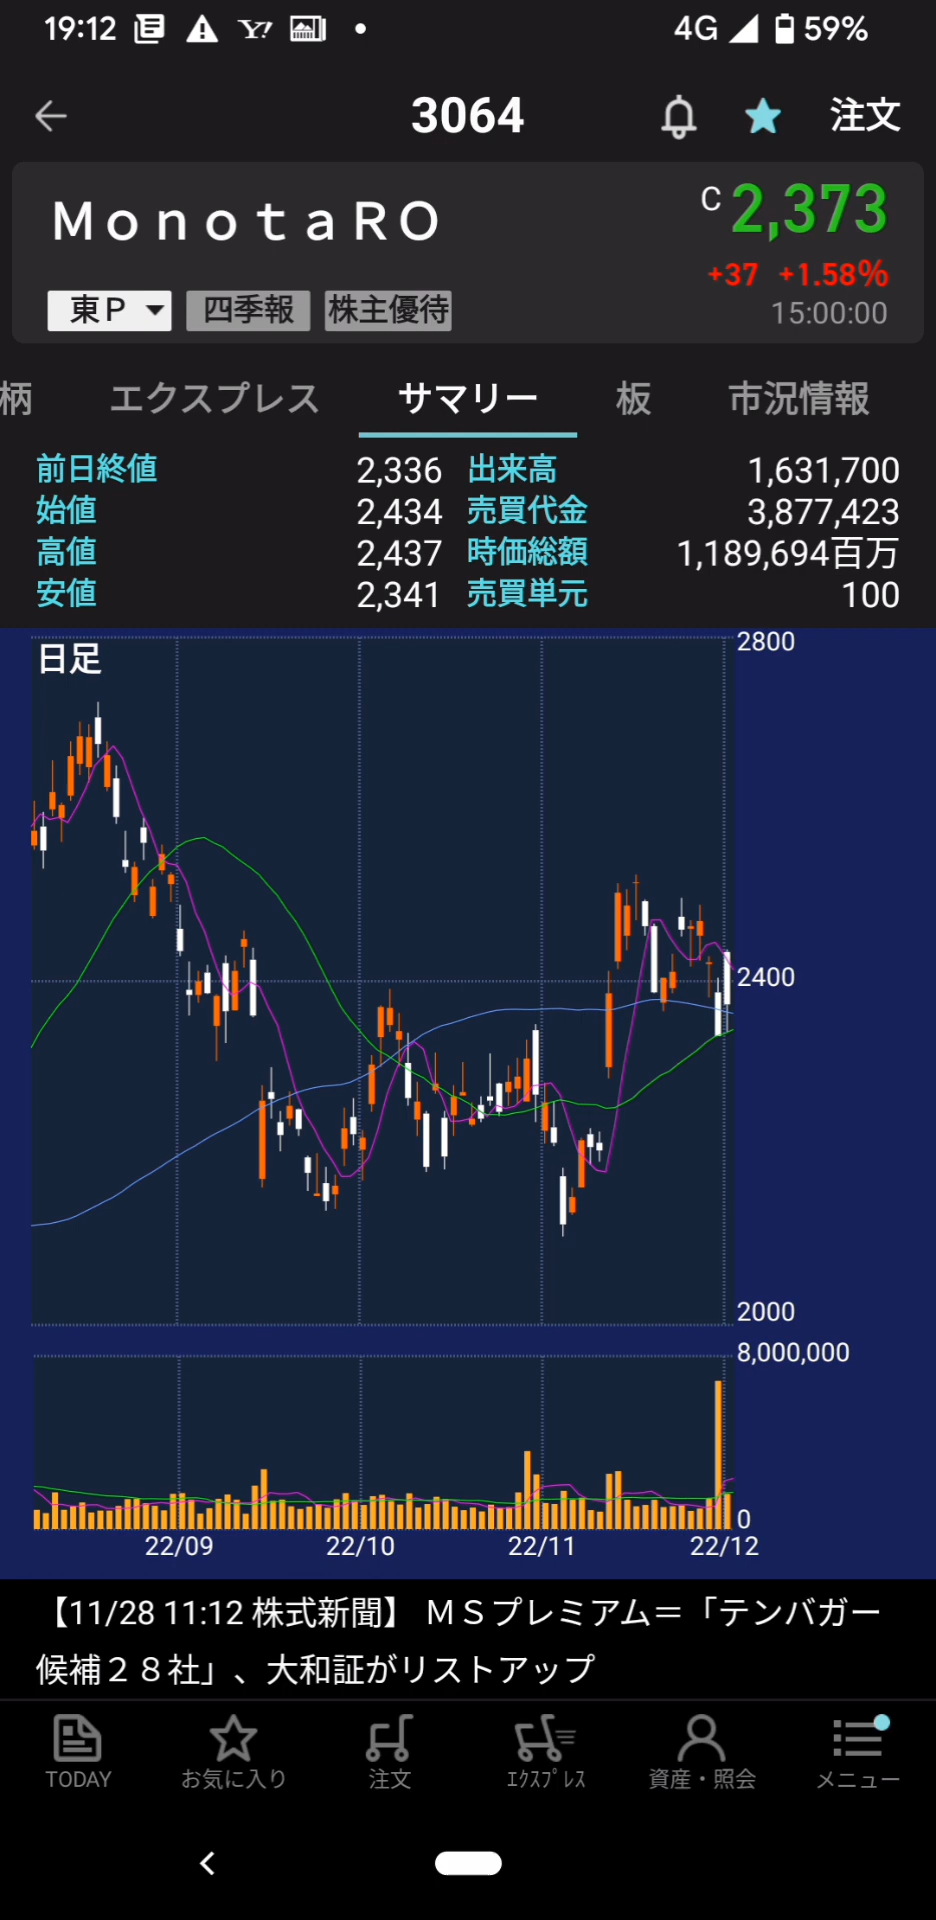 19:12 Y! 4G 59%
3064 注文
ＭｏｎｏｔａＲＯ
C 2,373
+37 +1.58%
東Ｐ 四季報 株主優待
15:00:00
柄 エクスプレス サマリー 板 市況情報
前日終値 2,336 出来高 1,631,700
始値 2,434 売買代金 3,877,423
高値 2,437 時価総額 1,189,694百万
安値 2,341 売買単元 100
日足
2800
2400
2000
8,000,000
0
22/09 22/10 22/11 22/12
【11/28 11:12 株式新聞】 ＭＳプレミアム＝「テンバガー
候補２８社」、大和証がリストアップ
TODAY お気に入り 注文 ｴｸｽﾌﾟﾚｽ 資産・照会 メニュー